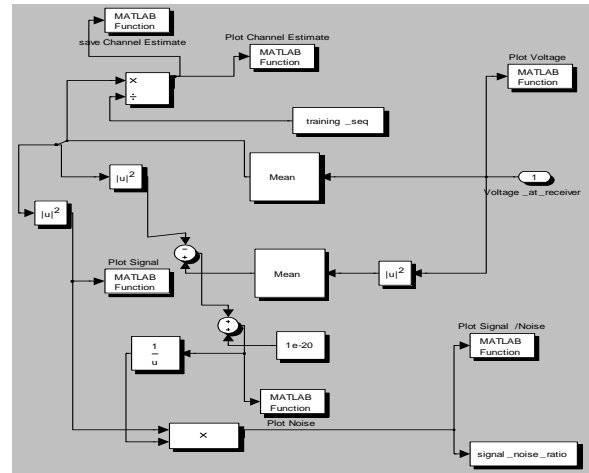 MATLAB
Function
save Channel Estimate
Plot Channel Estimate
MATLAB
Function
Plot Voltage
MATLAB
Function
×
÷
training _seq
Mean
1
Voltage _at_receiver
|u|2
|u|2
−
+
Mean
|u|2
Plot Signal
MATLAB
Function
+
+
1e-20
Plot Signal /Noise
MATLAB
Function
1
u
MATLAB
Function
Plot Noise
×
signal _noise _ratio